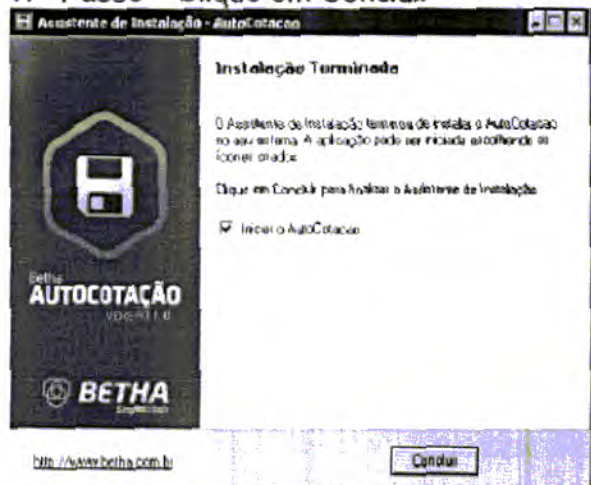 Passo - Clique em Concluir
Assistente de Instalação - AutoCotacao
Instalação Terminada
O Assistente de Instalação terminou de instalar o AutoCotacao
no seu sistema. A aplicação pode ser iniciada escolhendo os
ícones criados.
Clique em Concluir para finalizar o Assistente de Instalação.
Iniciar o AutoCotacao
Betha
AUTOCOTAÇÃO
BETHA
http://www.betha.com.br
Concluir